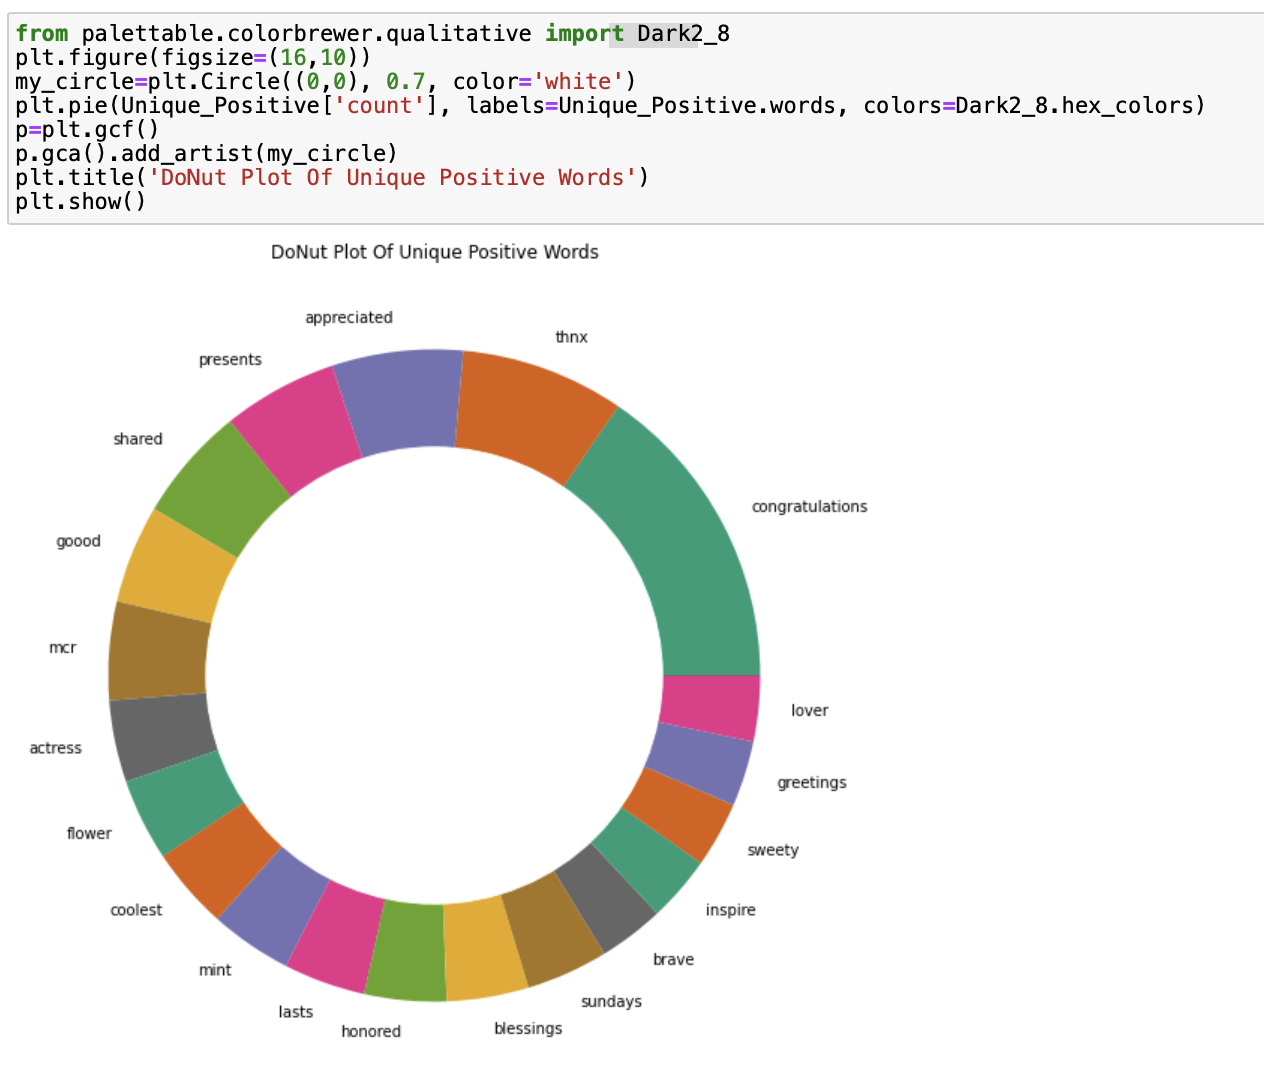 from palettable.colorbrewer.qualitative import Dark2_8
plt.figure(figsize=(16,10))
my_circle=plt.Circle((0,0), 0.7, color='white')
plt.pie(Unique_Positive['count'], labels=Unique_Positive.words, colors=Dark2_8.hex_colors)
p=plt.gcf()
p.gca().add_artist(my_circle)
plt.title('DoNut Plot Of Unique Positive Words')
plt.show()
DoNut Plot Of Unique Positive Words
appreciated
thnx
presents
shared
congratulations
goood
mcr
lover
actress
greetings
flower
sweety
coolest
inspire
brave
mint
sundays
lasts
blessings
honored